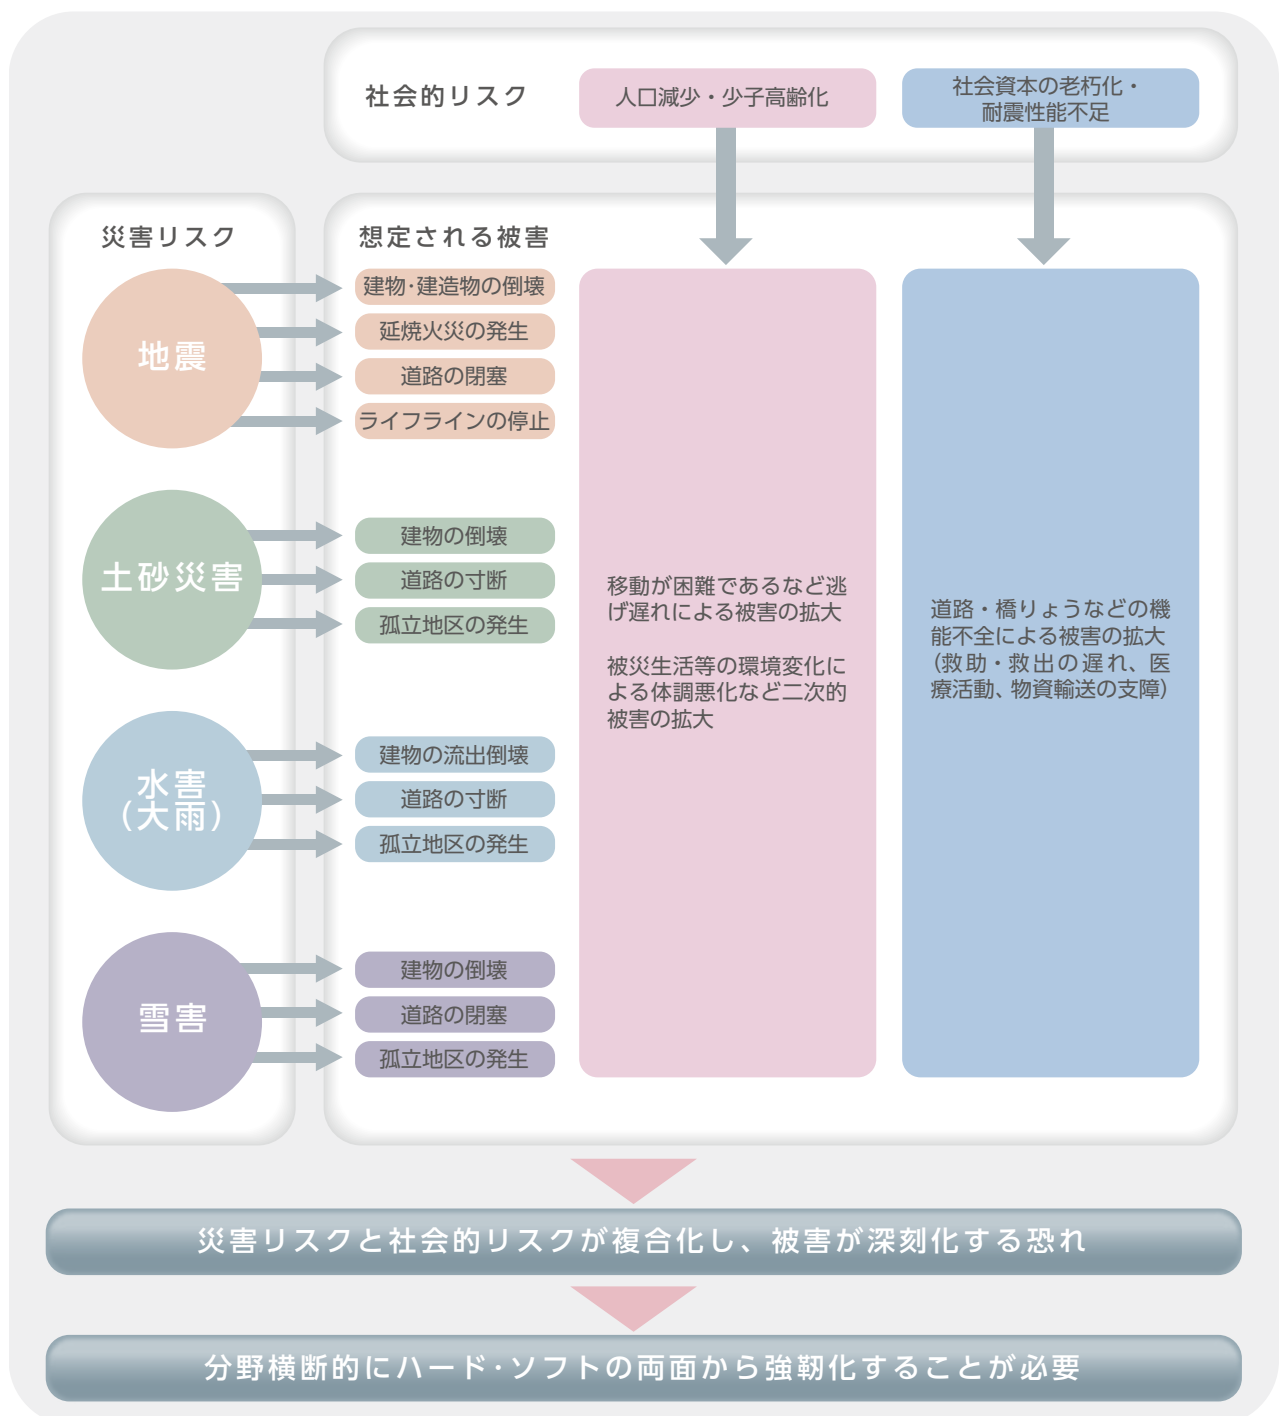 社会的リスク
人口減少・少子高齢化
社会資本の老朽化・
耐震性能不足
災害リスク
想定される被害
地震
建物・建造物の倒壊
延焼火災の発生
道路の閉塞
ライフラインの停止
土砂災害
建物の倒壊
道路の寸断
孤立地区の発生
水害
(大雨)
建物の流出倒壊
道路の寸断
孤立地区の発生
雪害
建物の倒壊
道路の閉塞
孤立地区の発生
移動が困難であるなど逃
げ遅れによる被害の拡大
被災生活等の環境変化に
よる体調悪化など二次的
被害の拡大
道路・橋りょうなどの機
能不全による被害の拡大
(救助・救出の遅れ、医
療活動、物資輸送の支障)
災害リスクと社会的リスクが複合化し、被害が深刻化する恐れ
分野横断的にハード・ソフトの両面から強靭化することが必要